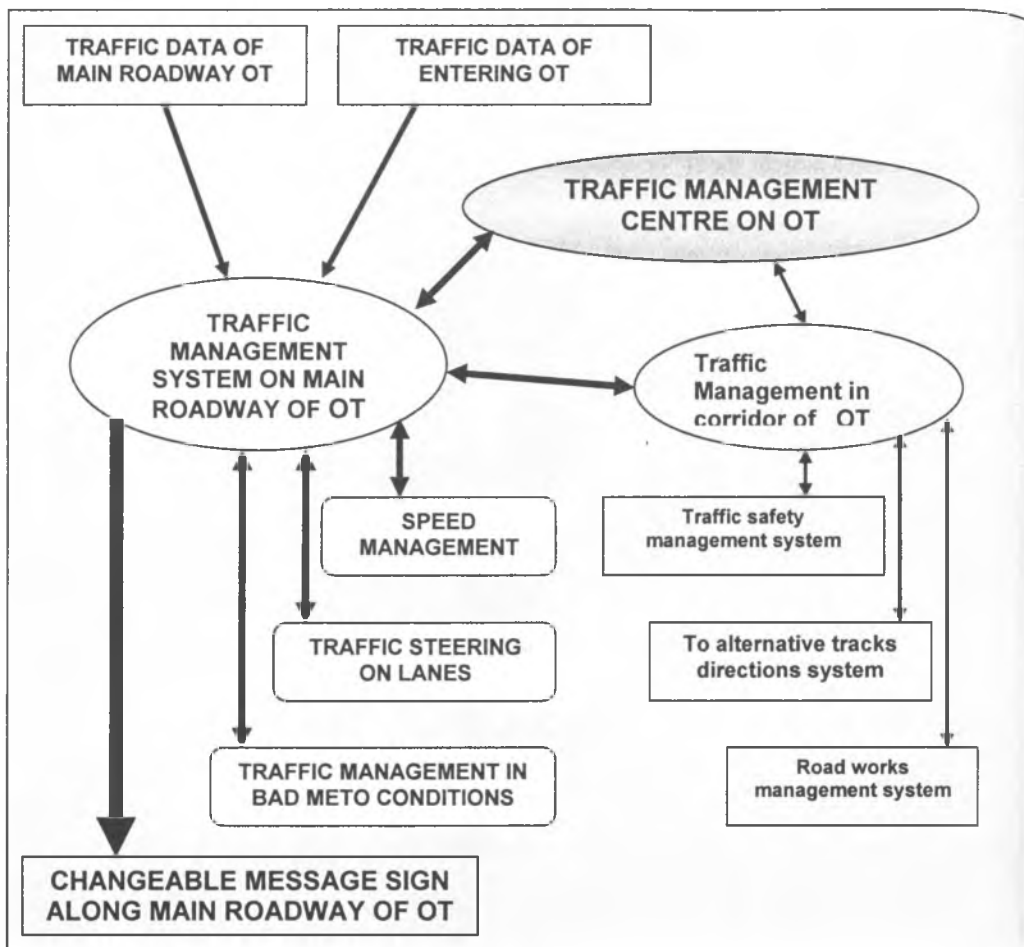 TRAFFIC DATA OF
MAIN ROADWAY OT
TRAFFIC DATA OF
ENTERING OT
TRAFFIC MANAGEMENT
CENTRE ON OT
TRAFFIC
MANAGEMENT
SYSTEM ON MAIN
ROADWAY OF OT
Traffic
Management in
corridor of OT
SPEED
MANAGEMENT
Traffic safety
management system
TRAFFIC STEERING
ON LANES
To alternative tracks
directions system
TRAFFIC MANAGEMENT IN
BAD METO CONDITIONS
Road works
management system
CHANGEABLE MESSAGE SIGN
ALONG MAIN ROADWAY OF OT